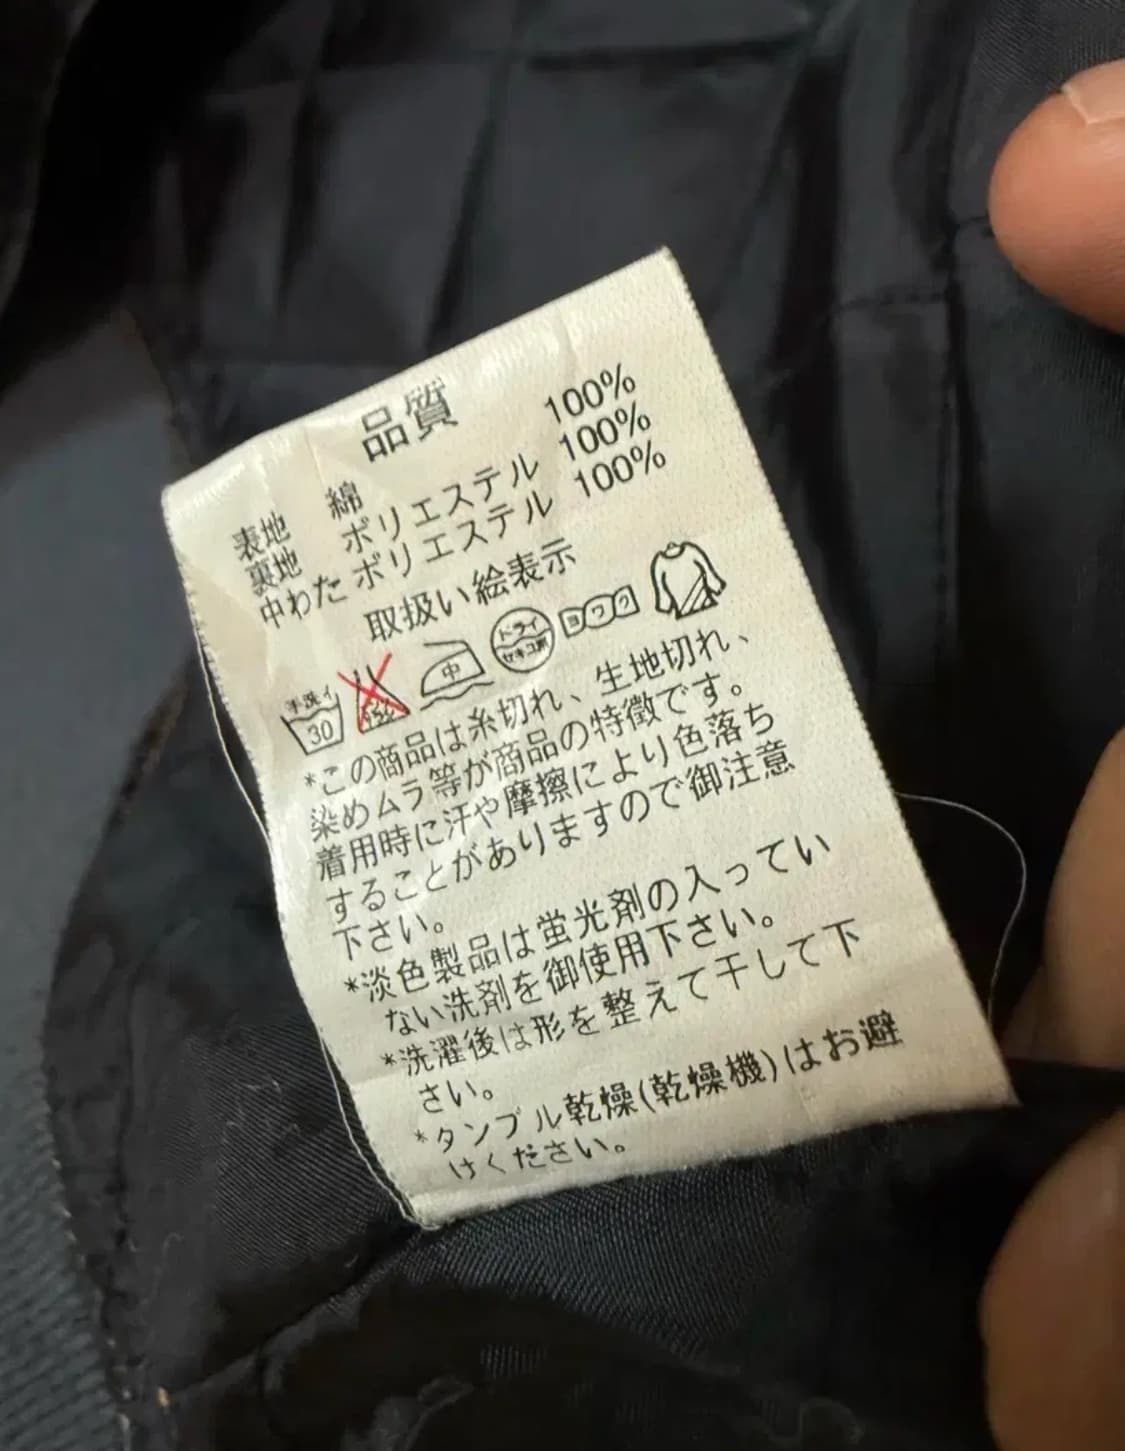 品質
表地 綿 100%
裏地 ポリエステル 100%
中わた ポリエステル 100%
取扱い絵表示
手洗イ 30 中 ドライ セキユ系 ヨワク
*この商品は糸切れ、生地切れ、
染めムラ等が商品の特徴です。
着用時に汗や摩擦により色落ち
することがありますので御注意
下さい。
*淡色製品は蛍光剤の入ってい
ない洗剤を御使用下さい。
*洗濯後は形を整えて干して下
さい。
*タンブル乾燥(乾燥機)はお避
けください。